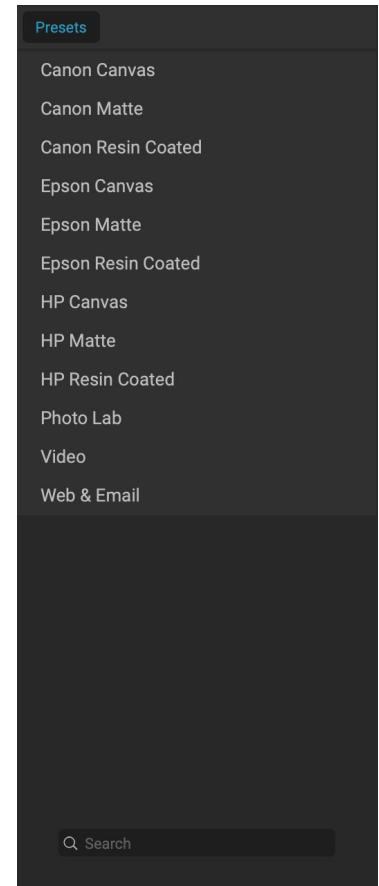 Presets
Canon Canvas
Canon Matte
Canon Resin Coated
Epson Canvas
Epson Matte
Epson Resin Coated
HP Canvas
HP Matte
HP Resin Coated
Photo Lab
Video
Web & Email
Search